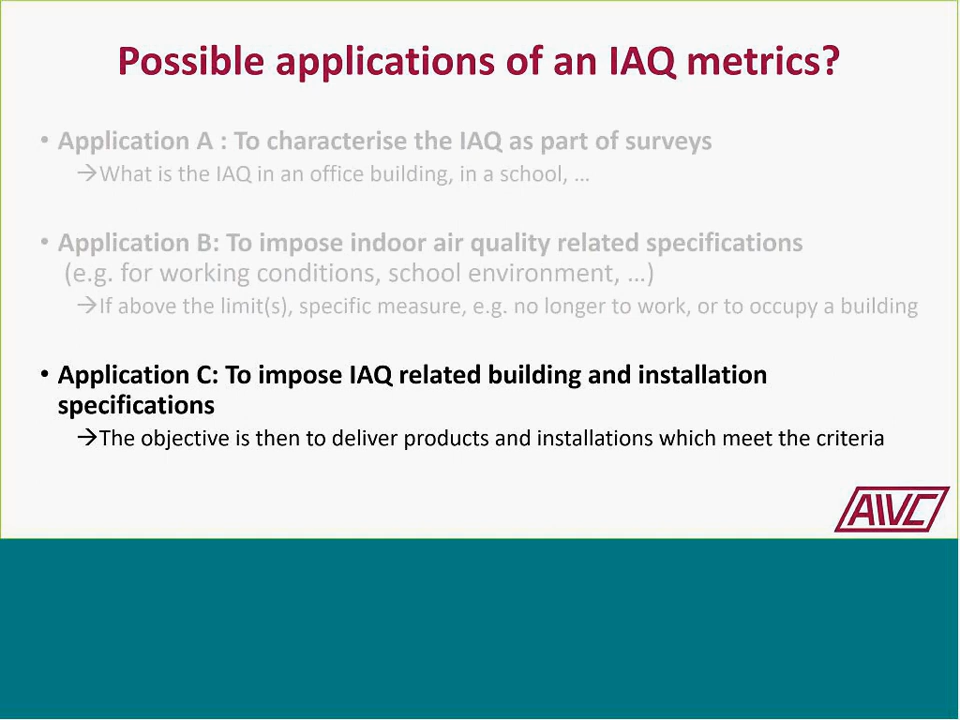 Possible applications of an IAQ metrics?
• Application A : To characterise the IAQ as part of surveys
→What is the IAQ in an office building, in a school, …
• Application B: To impose indoor air quality related specifications
(e.g. for working conditions, school environment, …)
→If above the limit(s), specific measure, e.g. no longer to work, or to occupy a building
• Application C: To impose IAQ related building and installation
specifications
→The objective is then to deliver products and installations which meet the criteria
AIVC